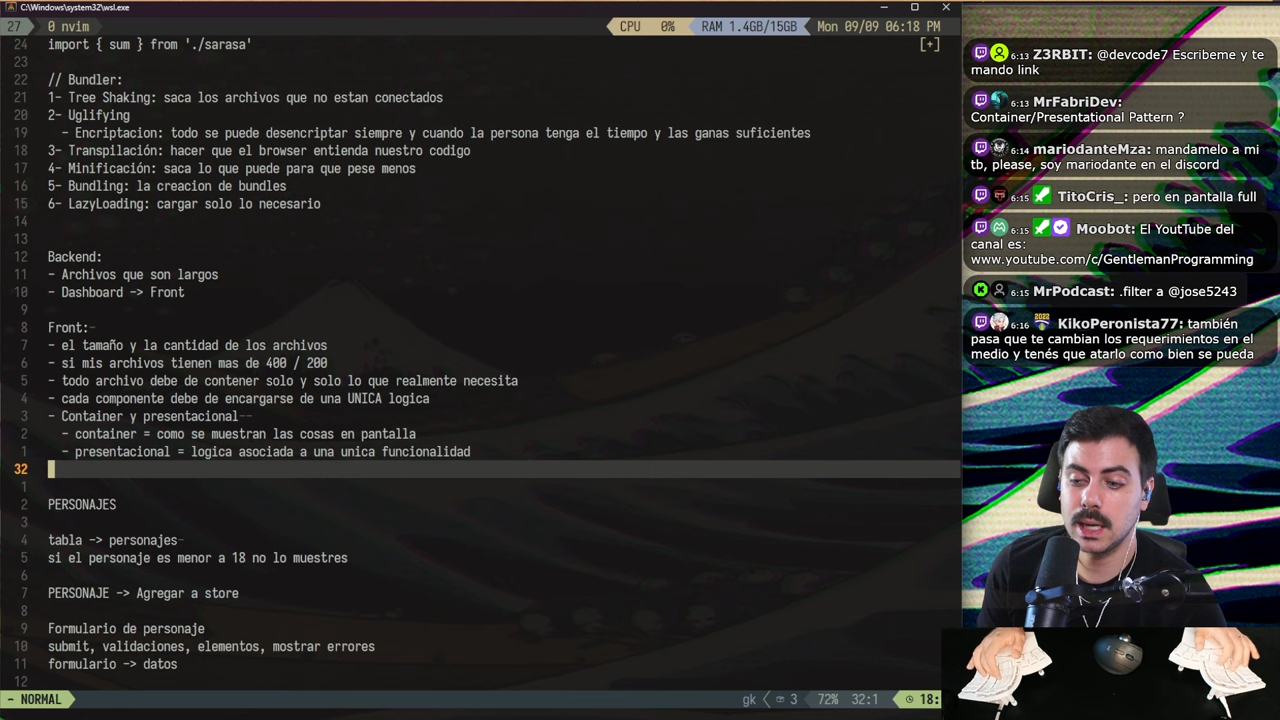 C:\Windows\system32\wsl.exe
27 0 nvim CPU 0% RAM 1.4GB/15GB Mon 09/09 06:18 PM
24 import { sum } from './sarasa' [+]
23
22 // Bundler:
21 1- Tree Shaking: saca los archivos que no estan conectados
20 2- Uglifying
19 - Encriptacion: todo se puede desencriptar siempre y cuando la persona tenga el tiempo y las ganas suficientes
18 3- Transpilación: hacer que el browser entienda nuestro codigo
17 4- Minificación: saca lo que puede para que pese menos
16 5- Bundling: la creacion de bundles
15 6- LazyLoading: cargar solo lo necesario
14
13
12 Backend:
11 - Archivos que son largos
10 - Dashboard -> Front
9
8 Front:-
7 - el tamaño y la cantidad de los archivos
6 - si mis archivos tienen mas de 400 / 200
5 - todo archivo debe de contener solo y solo lo que realmente necesita
4 - cada componente debe de encargarse de una UNICA logica
3 - Container y presentacional--
2 - container = como se muestran las cosas en pantalla
1 - presentacional = logica asociada a una unica funcionalidad
32
1
2 PERSONAJES
3
4 tabla -> personajes-
5 si el personaje es menor a 18 no lo muestres
6
7 PERSONAJE -> Agregar a store
8
9 Formulario de personaje
10 submit, validaciones, elementos, mostrar errores
11 formulario -> datos
12
- NORMAL gk 3 72% 32:1 18:
6:13 Z3RBIT: @devcode7 Escribeme y te
mando link
6:13 MrFabriDev:
Container/Presentational Pattern ?
6:14 mariodanteMza: mandamelo a mi
tb, please, soy mariodante en el discord
6:15 TitoCris_: pero en pantalla full
6:15 Moobot: El YouTube del
canal es:
www.youtube.com/c/GentlemanProgramming
6:15 MrPodcast: .filter a @jose5243
6:16 2022 KikoPeronista77: también
pasa que te cambian los requerimientos en el
medio y tenés que atarlo como bien se pueda